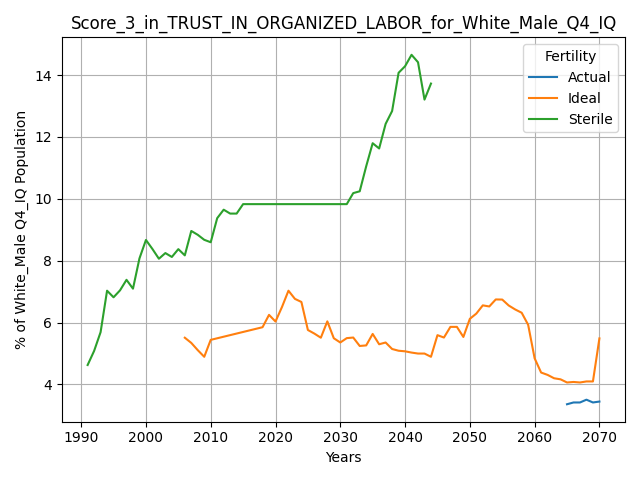 Score_3_in_TRUST_IN_ORGANIZED_LABOR_for_White_Male_Q4_IQ
% of White_Male Q4_IQ Population
14
12
10
8
6
4
Fertility
Actual
Ideal
Sterile
1990 2000 2010 2020 2030 2040 2050 2060 2070
Years